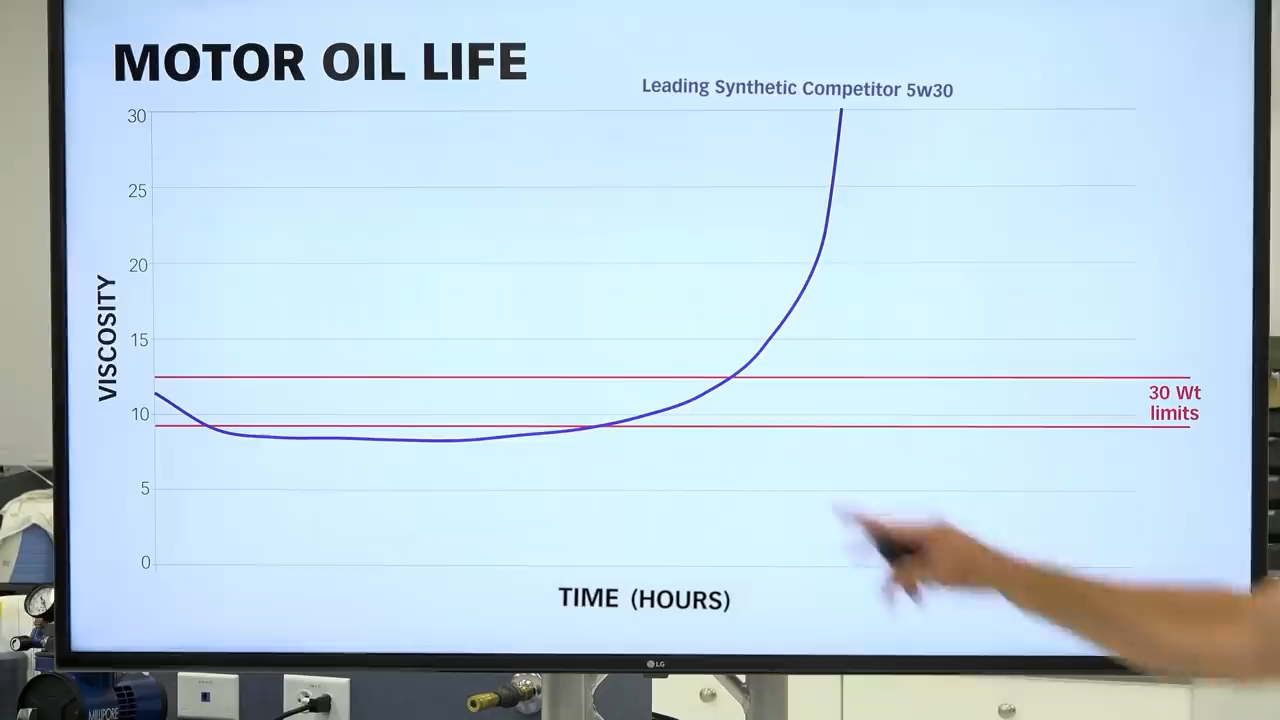 MOTOR OIL LIFE
Leading Synthetic Competitor 5w30
30
25
20
15
10
5
0
VISCOSITY
30 Wt
limits
TIME (HOURS)
LG
MILLIPORE